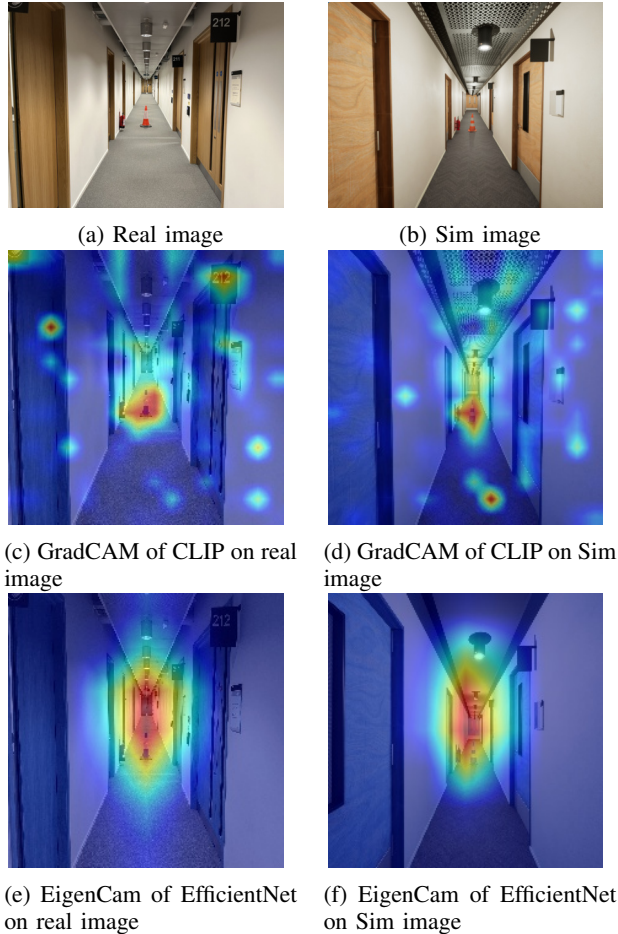 212
(a) Real image
(b) Sim image
212
(c) GradCAM of CLIP on real
image
(d) GradCAM of CLIP on Sim
image
212
(e) EigenCam of EfficientNet
on real image
(f) EigenCam of EfficientNet
on Sim image